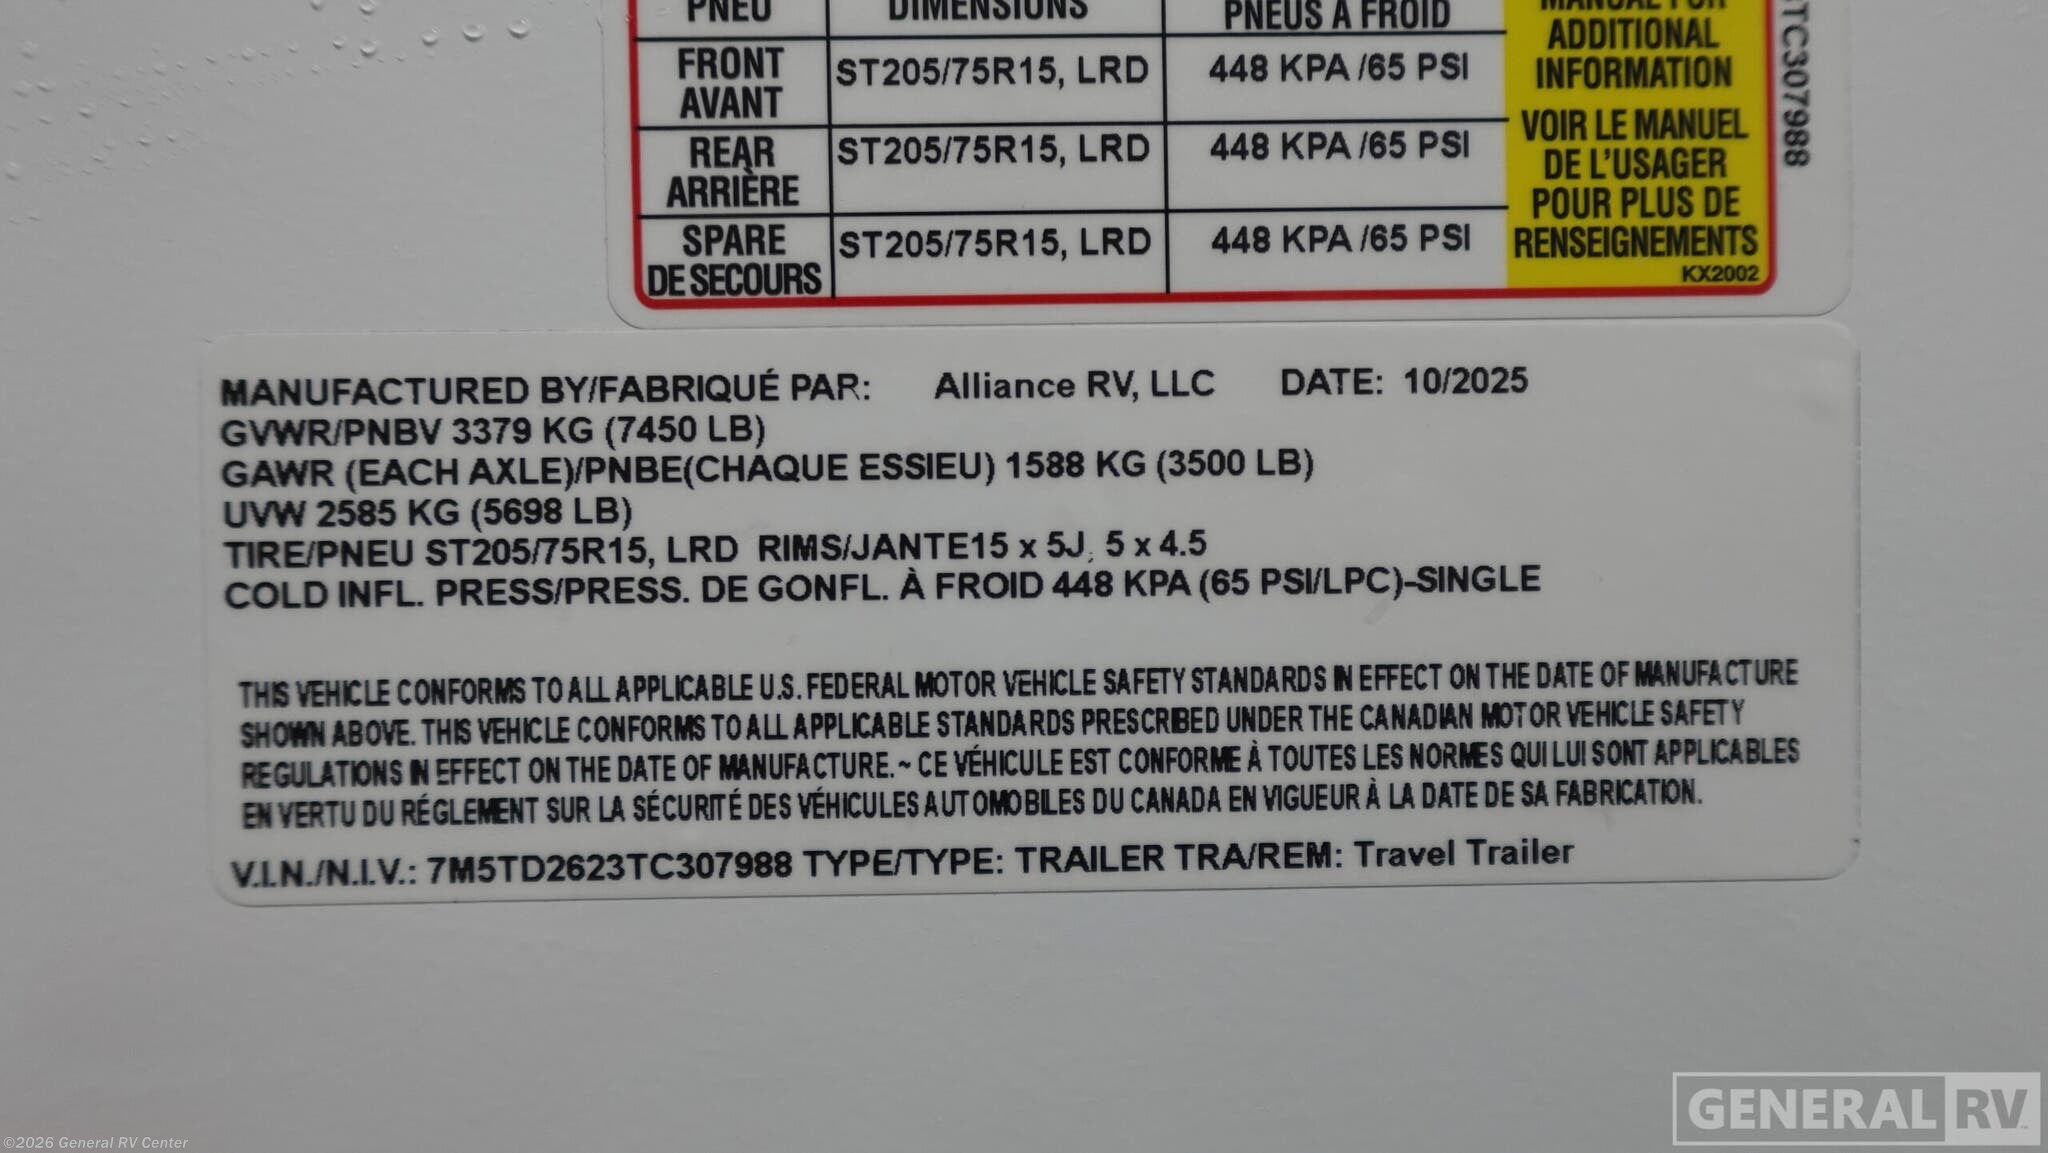 PNEU DIMENSIONS PNEUS À FROID
MANUAL FOR
ADDITIONAL
INFORMATION
VOIR LE MANUEL
DE L'USAGER
POUR PLUS DE
RENSEIGNEMENTS
KX2002
FRONT
AVANT
ST205/75R15, LRD 448 KPA /65 PSI
REAR
ARRIÈRE
ST205/75R15, LRD 448 KPA /65 PSI
SPARE
DE SECOURS
ST205/75R15, LRD 448 KPA /65 PSI
TC307988
MANUFACTURED BY/FABRIQUÉ PAR: Alliance RV, LLC DATE: 10/2025
GVWR/PNBV 3379 KG (7450 LB)
GAWR (EACH AXLE)/PNBE(CHAQUE ESSIEU) 1588 KG (3500 LB)
UVW 2585 KG (5698 LB)
TIRE/PNEU ST205/75R15, LRD RIMS/JANTE15 x 5J, 5 x 4.5
COLD INFL. PRESS/PRESS. DE GONFL. À FROID 448 KPA (65 PSI/LPC)-SINGLE
THIS VEHICLE CONFORMS TO ALL APPLICABLE U.S. FEDERAL MOTOR VEHICLE SAFETY STANDARDS IN EFFECT ON THE DATE OF MANUFACTURE
SHOWN ABOVE. THIS VEHICLE CONFORMS TO ALL APPLICABLE STANDARDS PRESCRIBED UNDER THE CANADIAN MOTOR VEHICLE SAFETY
REGULATIONS IN EFFECT ON THE DATE OF MANUFACTURE. ~ CE VÉHICULE EST CONFORME À TOUTES LES NORMES QUI LUI SONT APPLICABLES
EN VERTU DU RÉGLEMENT SUR LA SÉCURITÉ DES VÉHICULES AUTOMOBILES DU CANADA EN VIGUEUR À LA DATE DE SA FABRICATION.
V.I.N./N.I.V.: 7M5TD2623TC307988 TYPE/TYPE: TRAILER TRA/REM: Travel Trailer
GENERAL RV
©2026 General RV Center